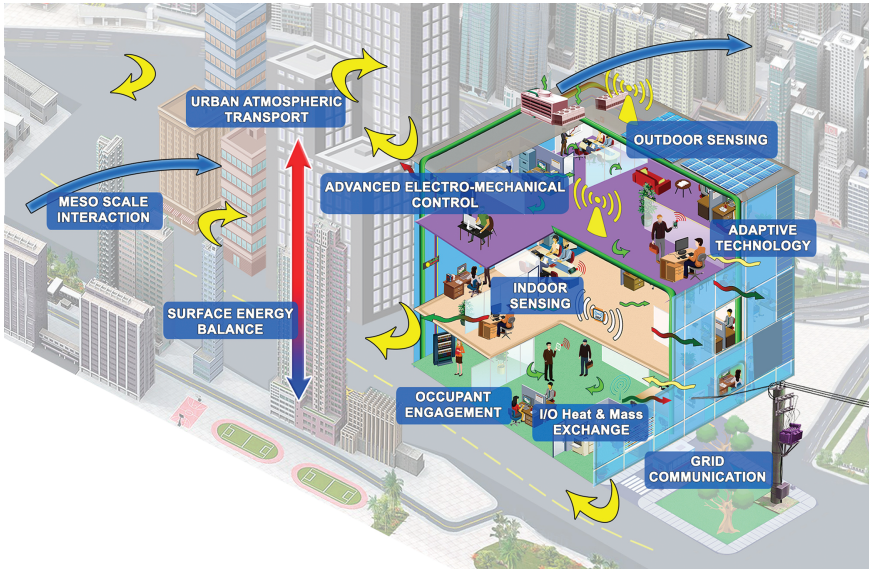 URBAN ATMOSPHERIC
TRANSPORT
OUTDOOR SENSING
MESO SCALE
INTERACTION
ADVANCED ELECTRO-MECHANICAL
CONTROL
ADAPTIVE
TECHNOLOGY
INDOOR
SENSING
SURFACE ENERGY
BALANCE
OCCUPANT
ENGAGEMENT
I/O Heat & Mass
EXCHANGE
GRID
COMMUNICATION